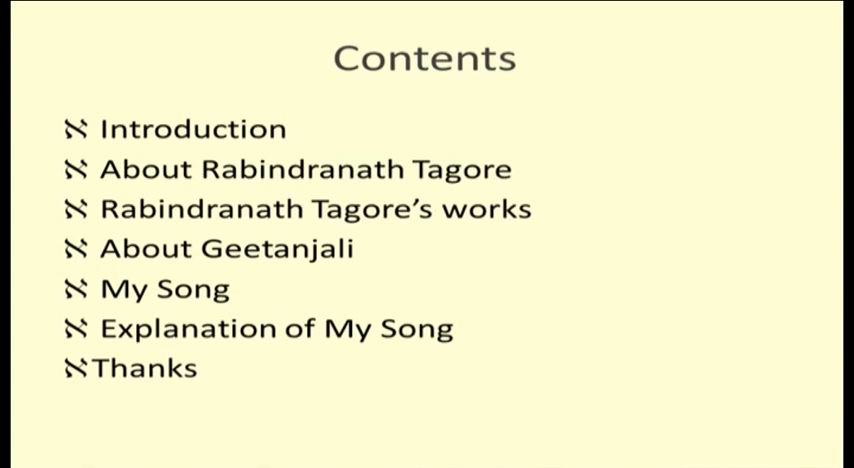 Contents
ℵ Introduction
ℵ About Rabindranath Tagore
ℵ Rabindranath Tagore’s works
ℵ About Geetanjali
ℵ My Song
ℵ Explanation of My Song
ℵThanks